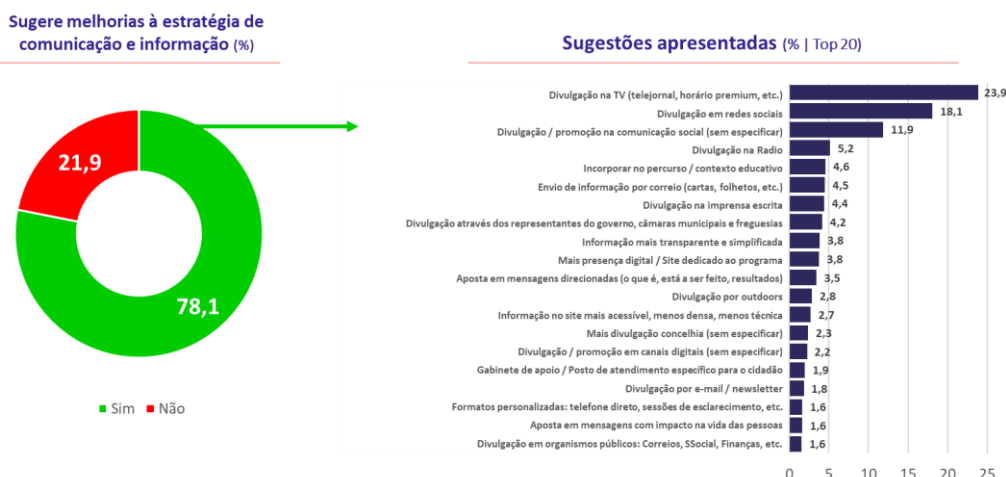 Sugere melhorias à estratégia de
comunicação e informação (%)
21,9
78,1
Sim Não
Sugestões apresentadas (% | Top 20)
Divulgação na TV (telejornal, horário premium, etc.) 23,9
Divulgação em redes sociais 18,1
Divulgação / promoção na comunicação social (sem especificar) 11,9
Divulgação na Radio 5,2
Incorporar no percurso / contexto educativo 4,6
Envio de informação por correio (cartas, folhetos, etc.) 4,5
Divulgação na imprensa escrita 4,4
Divulgação através dos representantes do governo, câmaras municipais e freguesias 4,2
Informação mais transparente e simplificada 3,8
Mais presença digital / Site dedicado ao programa 3,8
Aposta em mensagens direcionadas (o que é, está a ser feito, resultados) 3,5
Divulgação por outdoors 2,8
Informação no site mais acessível, menos densa, menos técnica 2,7
Mais divulgação concelhia (sem especificar) 2,3
Divulgação / promoção em canais digitais (sem especificar) 2,2
Gabinete de apoio / Posto de atendimento específico para o cidadão 1,9
Divulgação por e-mail / newsletter 1,8
Formatos personalizadas: telefone direto, sessões de esclarecimento, etc. 1,6
Aposta em mensagens com impacto na vida das pessoas 1,6
Divulgação em organismos públicos: Correios, SSocial, Finanças, etc. 1,6
0 5 10 15 20 25